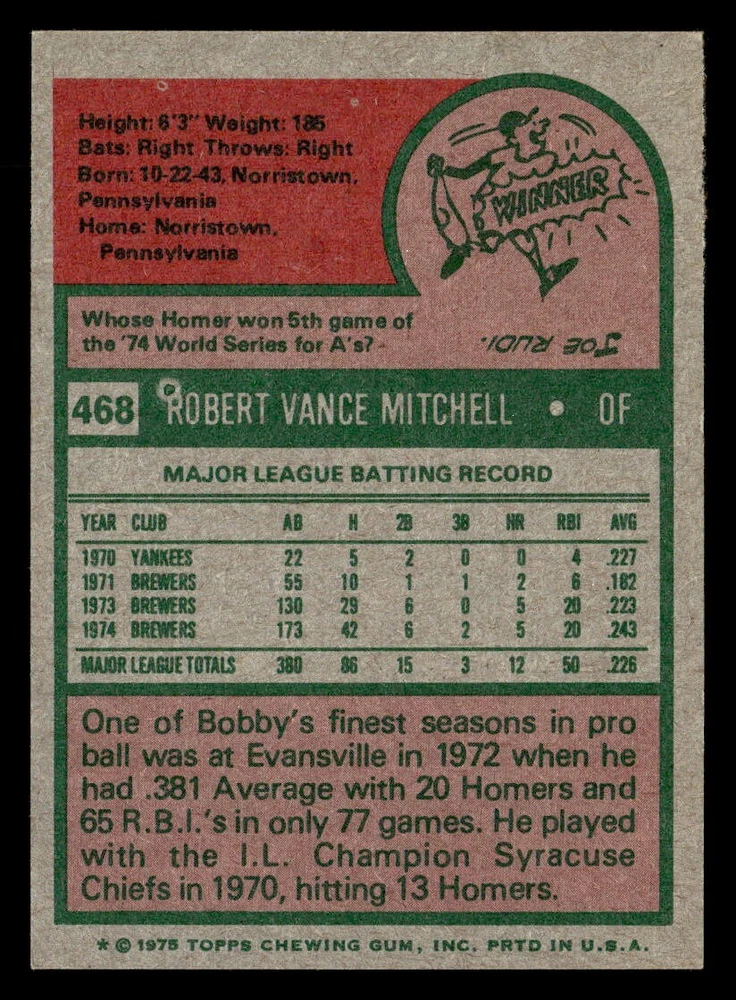 Height: 6'3" Weight: 185
Bats: Right Throws: Right
Born: 10-22-43, Norristown,
Pennsylvania
Home: Norristown,
Pennsylvania
WINNER
Whose Homer won 5th game of
the '74 World Series for A's?
JOE RUDI.
468 ROBERT VANCE MITCHELL • OF
MAJOR LEAGUE BATTING RECORD
YEAR CLUB AB H 2B 3B HR RBI AVG
1970 YANKEES 22 5 2 0 0 4 .227
1971 BREWERS 55 10 1 1 2 6 .182
1973 BREWERS 130 29 6 0 5 20 .223
1974 BREWERS 173 42 6 2 5 20 .243
MAJOR LEAGUE TOTALS 380 86 15 3 12 50 .226
One of Bobby's finest seasons in pro
ball was at Evansville in 1972 when he
had .381 Average with 20 Homers and
65 R.B.I.'s in only 77 games. He played
with the I.L. Champion Syracuse
Chiefs in 1970, hitting 13 Homers.
* © 1975 TOPPS CHEWING GUM, INC. PRTD IN U.S.A.